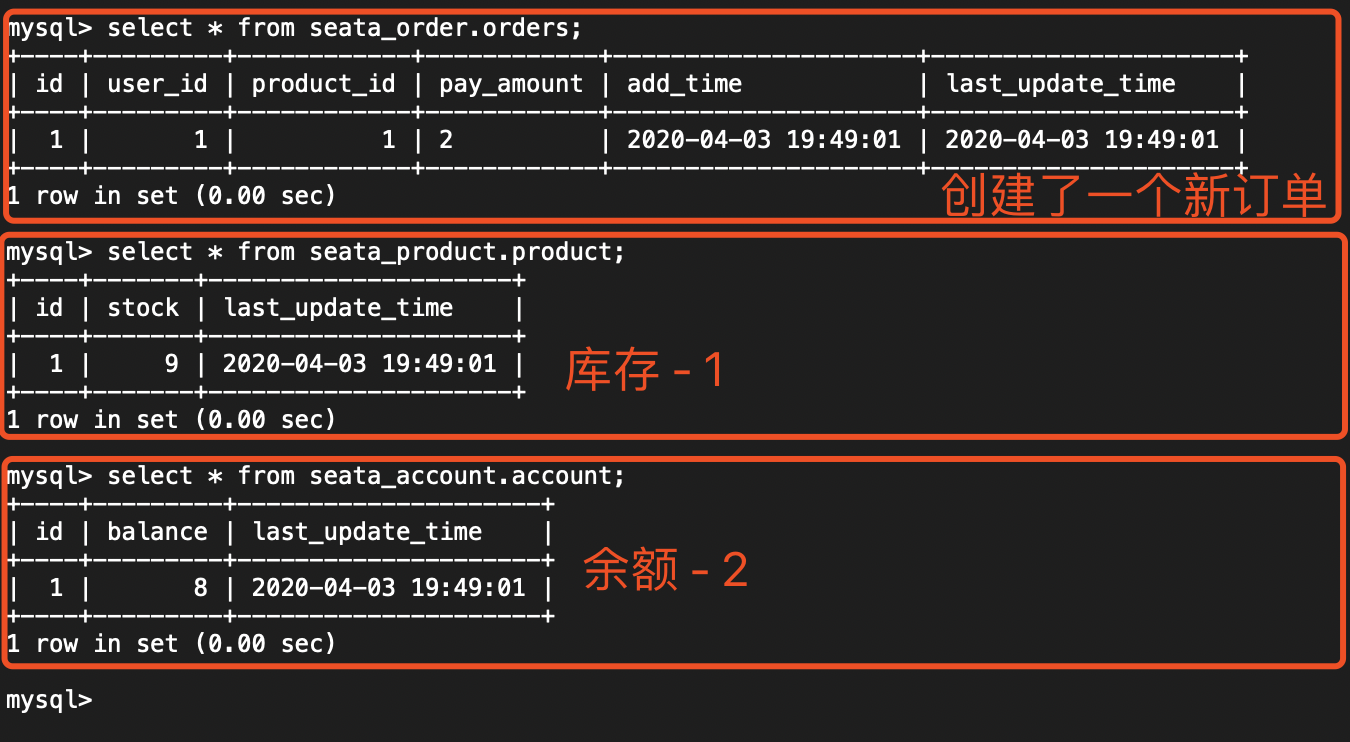 mysql> select * from seata_order.orders;
+----+---------+------------+------------+---------------------+---------------------+
| id | user_id | product_id | pay_amount | add_time            | last_update_time    |
+----+---------+------------+------------+---------------------+---------------------+
|  1 |       1 |          1 | 2          | 2020-04-03 19:49:01 | 2020-04-03 19:49:01 |
+----+---------+------------+------------+---------------------+---------------------+
1 row in set (0.00 sec)
创建了一个新订单
mysql> select * from seata_product.product;
+----+-------+---------------------+
| id | stock | last_update_time    |
+----+-------+---------------------+
|  1 |     9 | 2020-04-03 19:49:01 |
+----+-------+---------------------+
库存 - 1
1 row in set (0.00 sec)
mysql> select * from seata_account.account;
+----+---------+---------------------+
| id | balance | last_update_time    |
+----+---------+---------------------+
余额 - 2
|  1 |       8 | 2020-04-03 19:49:01 |
+----+---------+---------------------+
1 row in set (0.00 sec)
mysql>